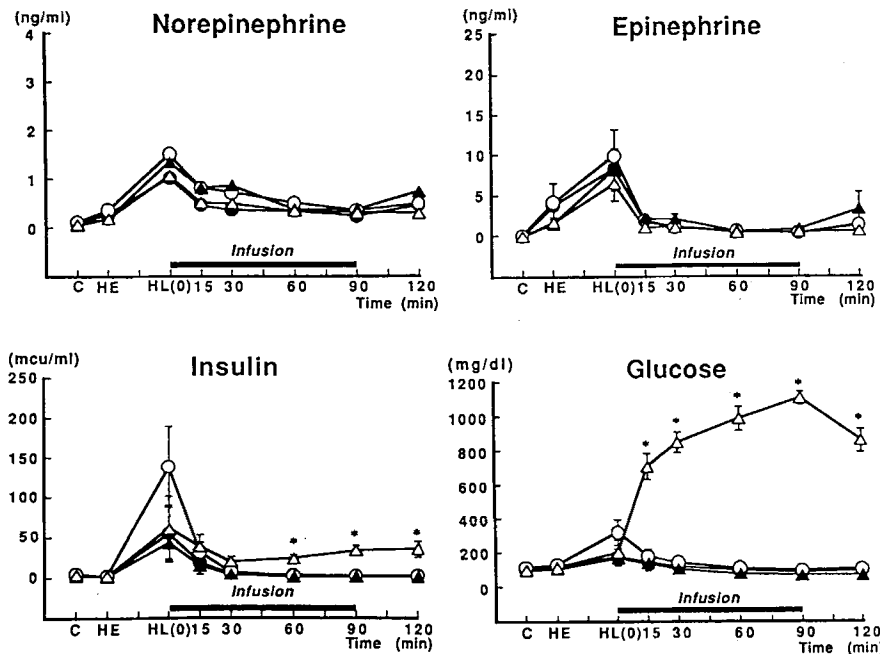 Norepinephrine
(ng/ml)
4
3
2
1
0
Infusion
C HE HL(0) 15 30 60 90 120
Time (min)
Epinephrine
(ng/ml)
25
20
15
10
5
0
Infusion
C HE HL(0) 15 30 60 90 120
Time (min)
Insulin
(mcu/ml)
250
200
150
100
50
0
* * *
Infusion
C HE HL(0) 15 30 60 90 120
Time (min)
Glucose
(mg/dl)
1200
1000
800
600
400
200
0
* * * * *
Infusion
C HE HL(0) 15 30 60 90 120
Time (min)